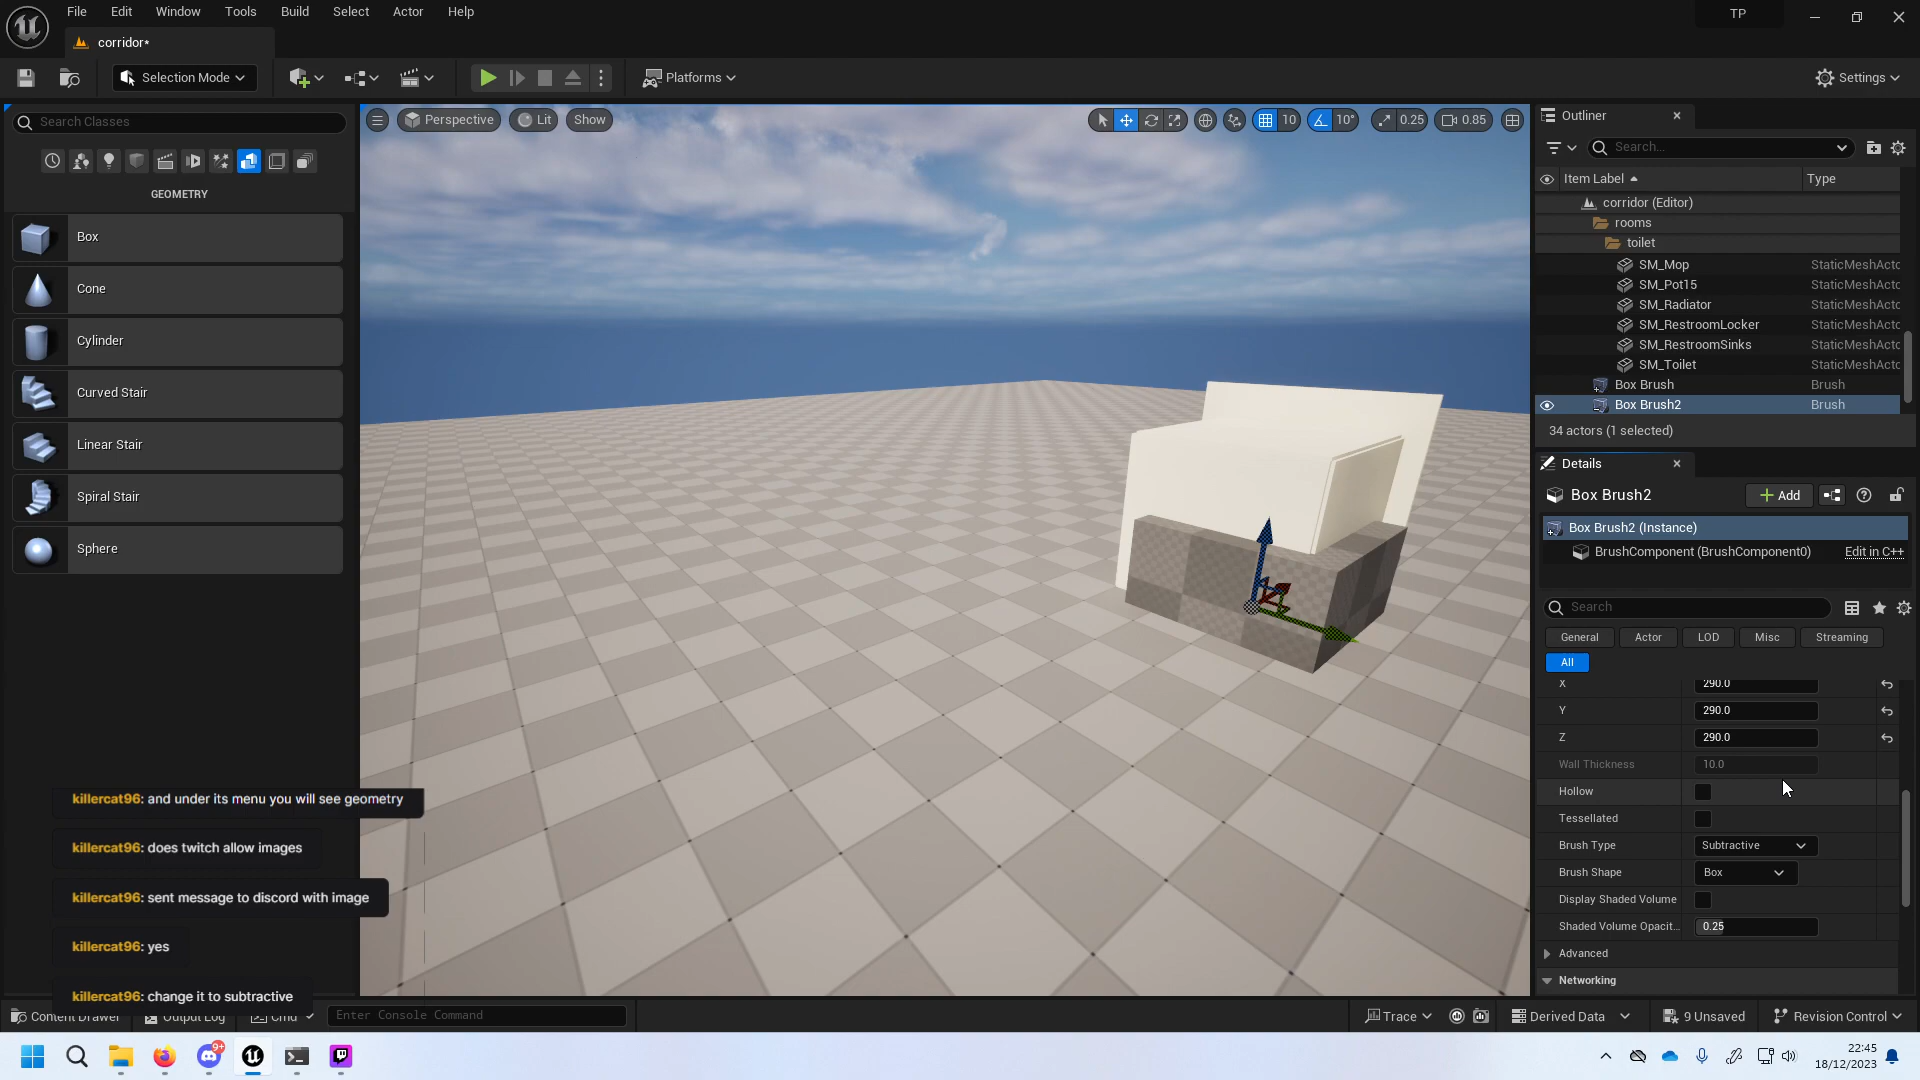 File Edit Window Tools Build Select Actor Help
TP
corridor*
Selection Mode
Platforms
Settings
Search Classes
GEOMETRY
Box
Cone
Cylinder
Curved Stair
Linear Stair
Spiral Stair
Sphere
Perspective
Lit
Show
10
10°
0.25
0.85
Outliner
Search...
Item Label
Type
corridor (Editor)
rooms
toilet
SM_Mop StaticMeshActo
SM_Pot15 StaticMeshActo
SM_Radiator StaticMeshActo
SM_RestroomLocker StaticMeshActo
SM_RestroomSinks StaticMeshActo
SM_Toilet StaticMeshActo
Box Brush Brush
Box Brush2 Brush
34 actors (1 selected)
Details
Box Brush2
Add
Box Brush2 (Instance)
BrushComponent (BrushComponent0) Edit in C++
Search
General Actor LOD Misc Streaming
All
X 290.0
Y 290.0
Z 290.0
Wall Thickness 10.0
Hollow
Tessellated
Brush Type Subtractive
Brush Shape Box
Display Shaded Volume
Shaded Volume Opacit... 0.25
Advanced
Networking
killercat96: and under its menu you will see geometry
killercat96: does twitch allow images
killercat96: sent message to discord with image
killercat96: yes
killercat96: change it to subtractive
Content Drawer Output Log Cmd Enter Console Command
Trace Derived Data 9 Unsaved Revision Control
9+
22:45
18/12/2023